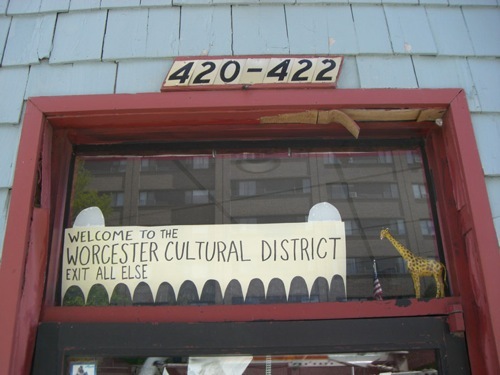 420-422
WELCOME TO THE
WORCESTER CULTURAL DISTRICT
EXIT ALL ELSE